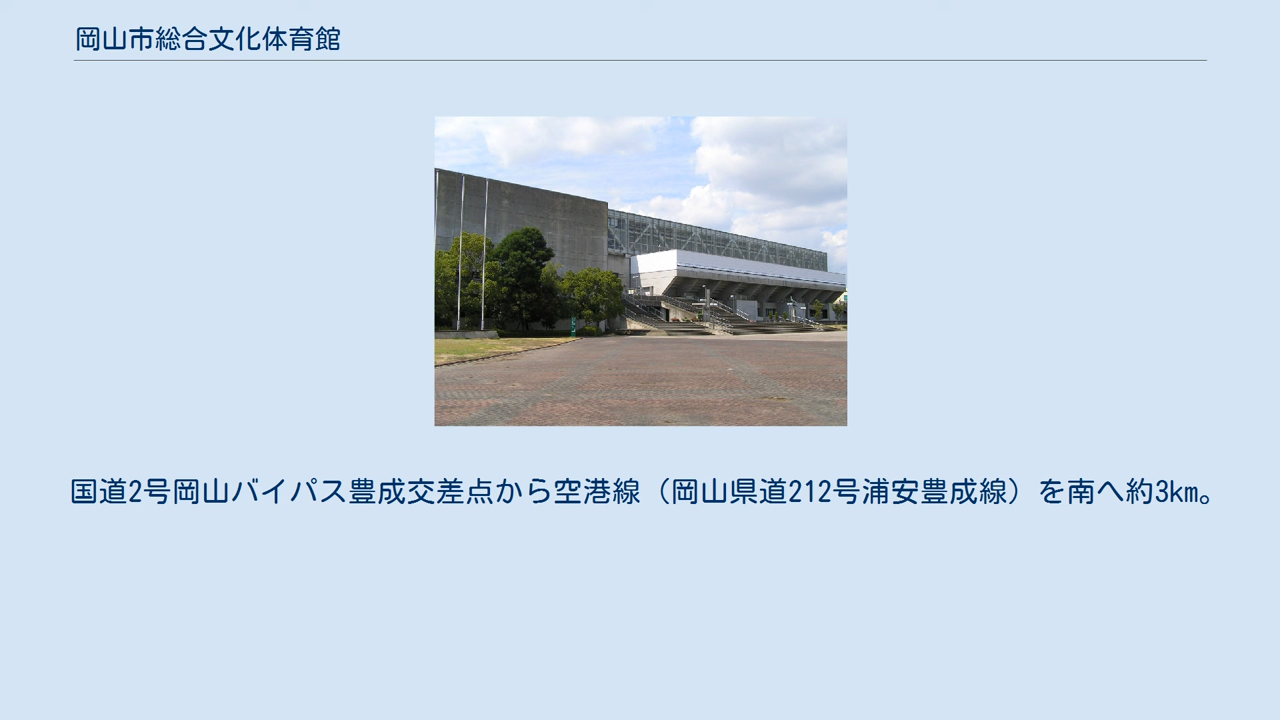 岡山市総合文化体育館
国道2号岡山バイパス豊成交差点から空港線（岡山県道212号浦安豊成線）を南へ約3km。